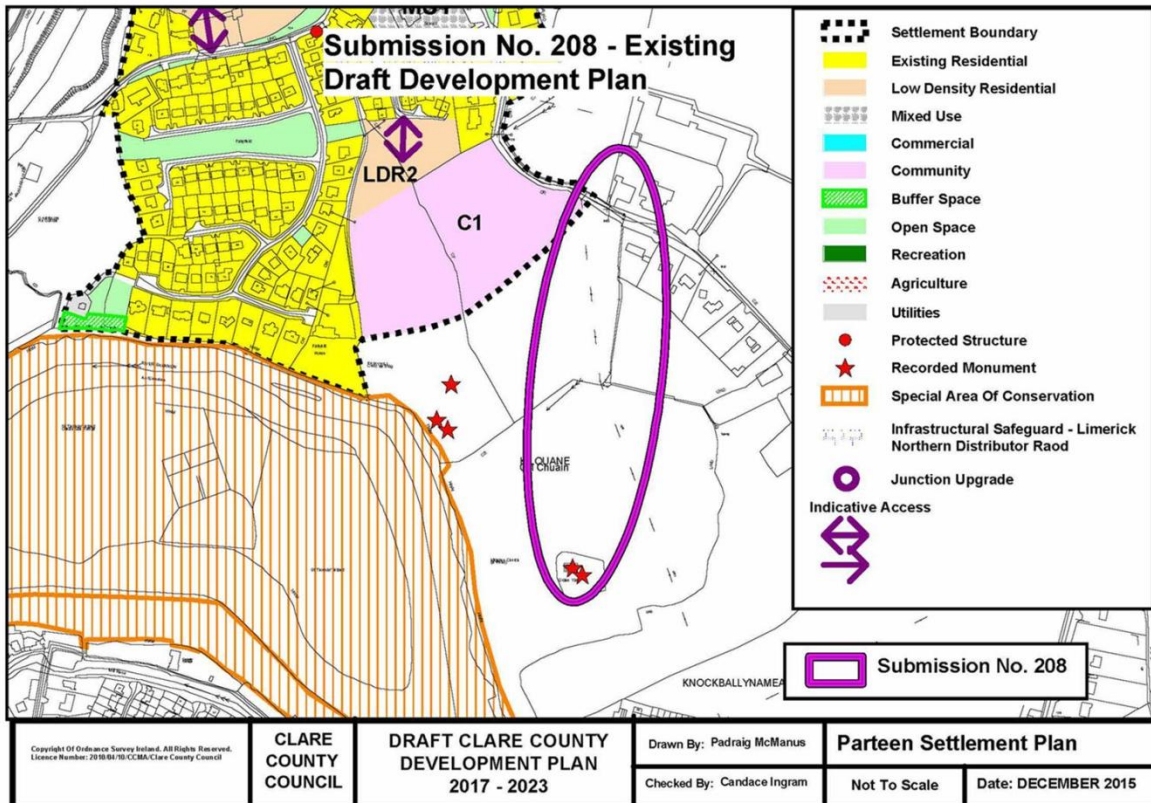 Submission No. 208 - Existing
Draft Development Plan
LDR2
C1
KNOCKBALLYNAMEA
Settlement Boundary
Existing Residential
Low Density Residential
Mixed Use
Commercial
Community
Buffer Space
Open Space
Recreation
Agriculture
Utilities
Protected Structure
Recorded Monument
Special Area Of Conservation
Infrastructural Safeguard - Limerick
Northern Distributor Raod
Junction Upgrade
Indicative Access
Submission No. 208
Copyright Of Ordnance Survey Ireland. All Rights Reserved.
Licence Number: 2010/04/10/CCMA/Clare County Council
CLARE
COUNTY
COUNCIL
DRAFT CLARE COUNTY
DEVELOPMENT PLAN
2017 - 2023
Drawn By: Padraig McManus
Checked By: Candace Ingram
Parteen Settlement Plan
Not To Scale
Date: DECEMBER 2015